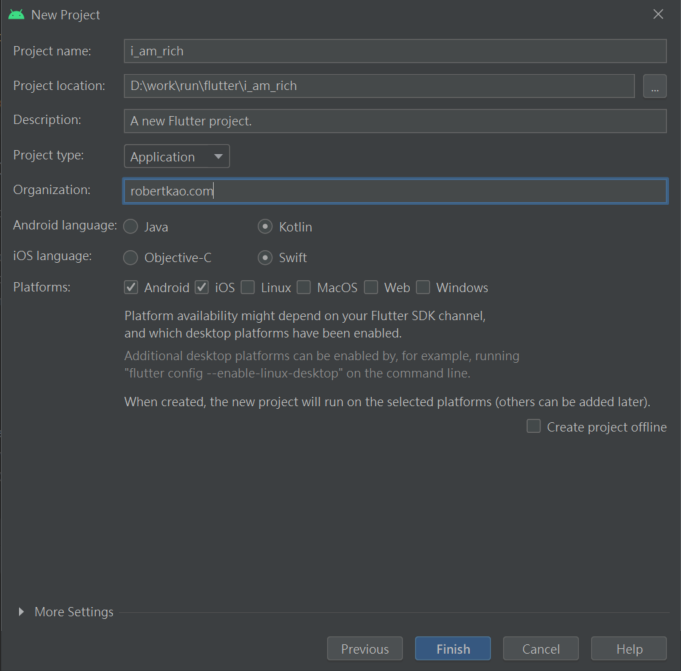 New Project
Project name: i_am_rich
Project location: D:\work\run\flutter\i_am_rich ...
Description: A new Flutter project.
Project type: Application
Organization: robertkao.com
Android language: Java Kotlin
iOS language: Objective-C Swift
Platforms: Android iOS Linux MacOS Web Windows
Platform availability might depend on your Flutter SDK channel,
and which desktop platforms have been enabled.
Additional desktop platforms can be enabled by, for example, running
"flutter config --enable-linux-desktop" on the command line.
When created, the new project will run on the selected platforms (others can be added later).
Create project offline
More Settings
Previous Finish Cancel Help